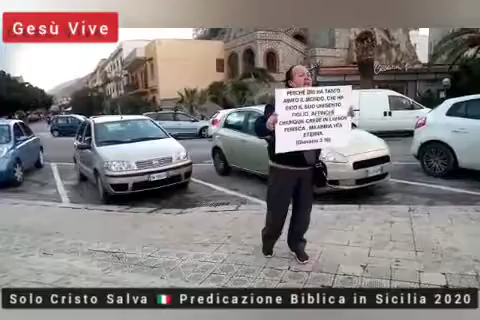 Gesù Vive
PERCHÉ DIO HA TANTO
AMATO IL MONDO, CHE HA
DATO IL SUO UNIGENITO
FIGLIO, AFFINCHÉ
CHIUNQUE CREDE IN LUI NON
PERISCA, MA ABBIA VITA
ETERNA.
(Giovanni 3:16)
Solo Cristo Salva 🇮🇹 Predicazione Biblica in Sicilia 2020